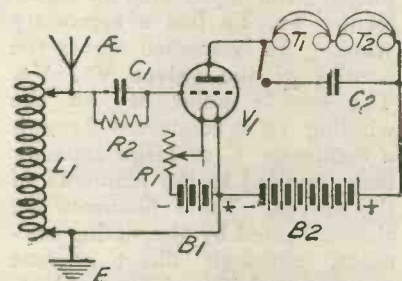 Æ
C1
T1
T2
C2
V1
R2
L1
R1
- + - +
B1
B2
E